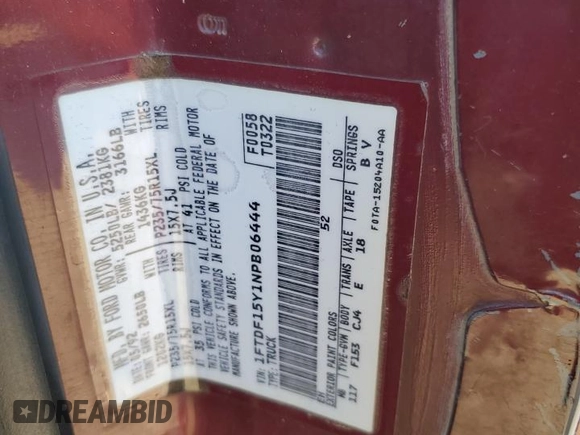 MFD. BY FORD MOTOR CO. IN U.S.A.
DATE: 05/92 GVWR: 5250LB/ 2381KG
FRONT GAWR: 2650LB REAR GAWR: 3166LB
1202KG WITH 1436KG WITH
P235/75R15XL TIRES P235/75R15XL TIRES
15X7.5J RIMS 15X7.5J RIMS
AT 35 PSI COLD AT 41 PSI COLD
THIS VEHICLE CONFORMS TO ALL APPLICABLE FEDERAL MOTOR
VEHICLE SAFETY STANDARDS IN EFFECT ON THE DATE OF
MANUFACTURE SHOWN ABOVE.
F0058
T0322
VIN: 1FTDF15Y1NPB06444
TYPE: TRUCK
EH 52
EXTERIOR PAINT COLORS DSO
WB TYPE-GVW BODY TRANS AXLE TAPE SPRINGS
117 F153 CJ4 E 18 B V
F0TA-15204A10-AA
DREAMBID